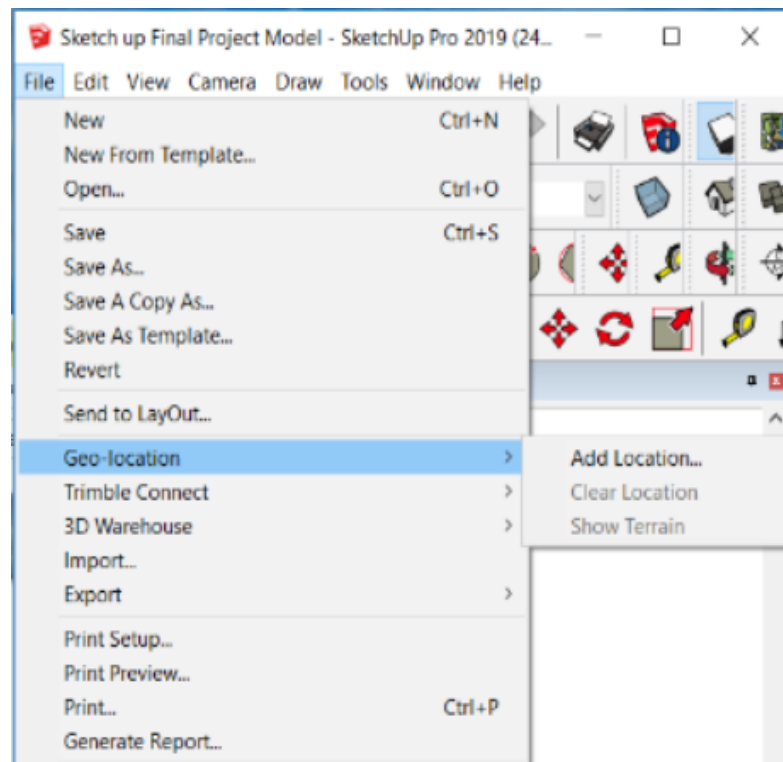 Sketch up Final Project Model - SketchUp Pro 2019 (24...
File Edit View Camera Draw Tools Window Help
New Ctrl+N
New From Template...
Open... Ctrl+O
Save Ctrl+S
Save As...
Save A Copy As...
Save As Template...
Revert
Send to LayOut...
Geo-location
Trimble Connect
3D Warehouse
Import...
Export
Print Setup...
Print Preview...
Print... Ctrl+P
Generate Report...
Add Location...
Clear Location
Show Terrain